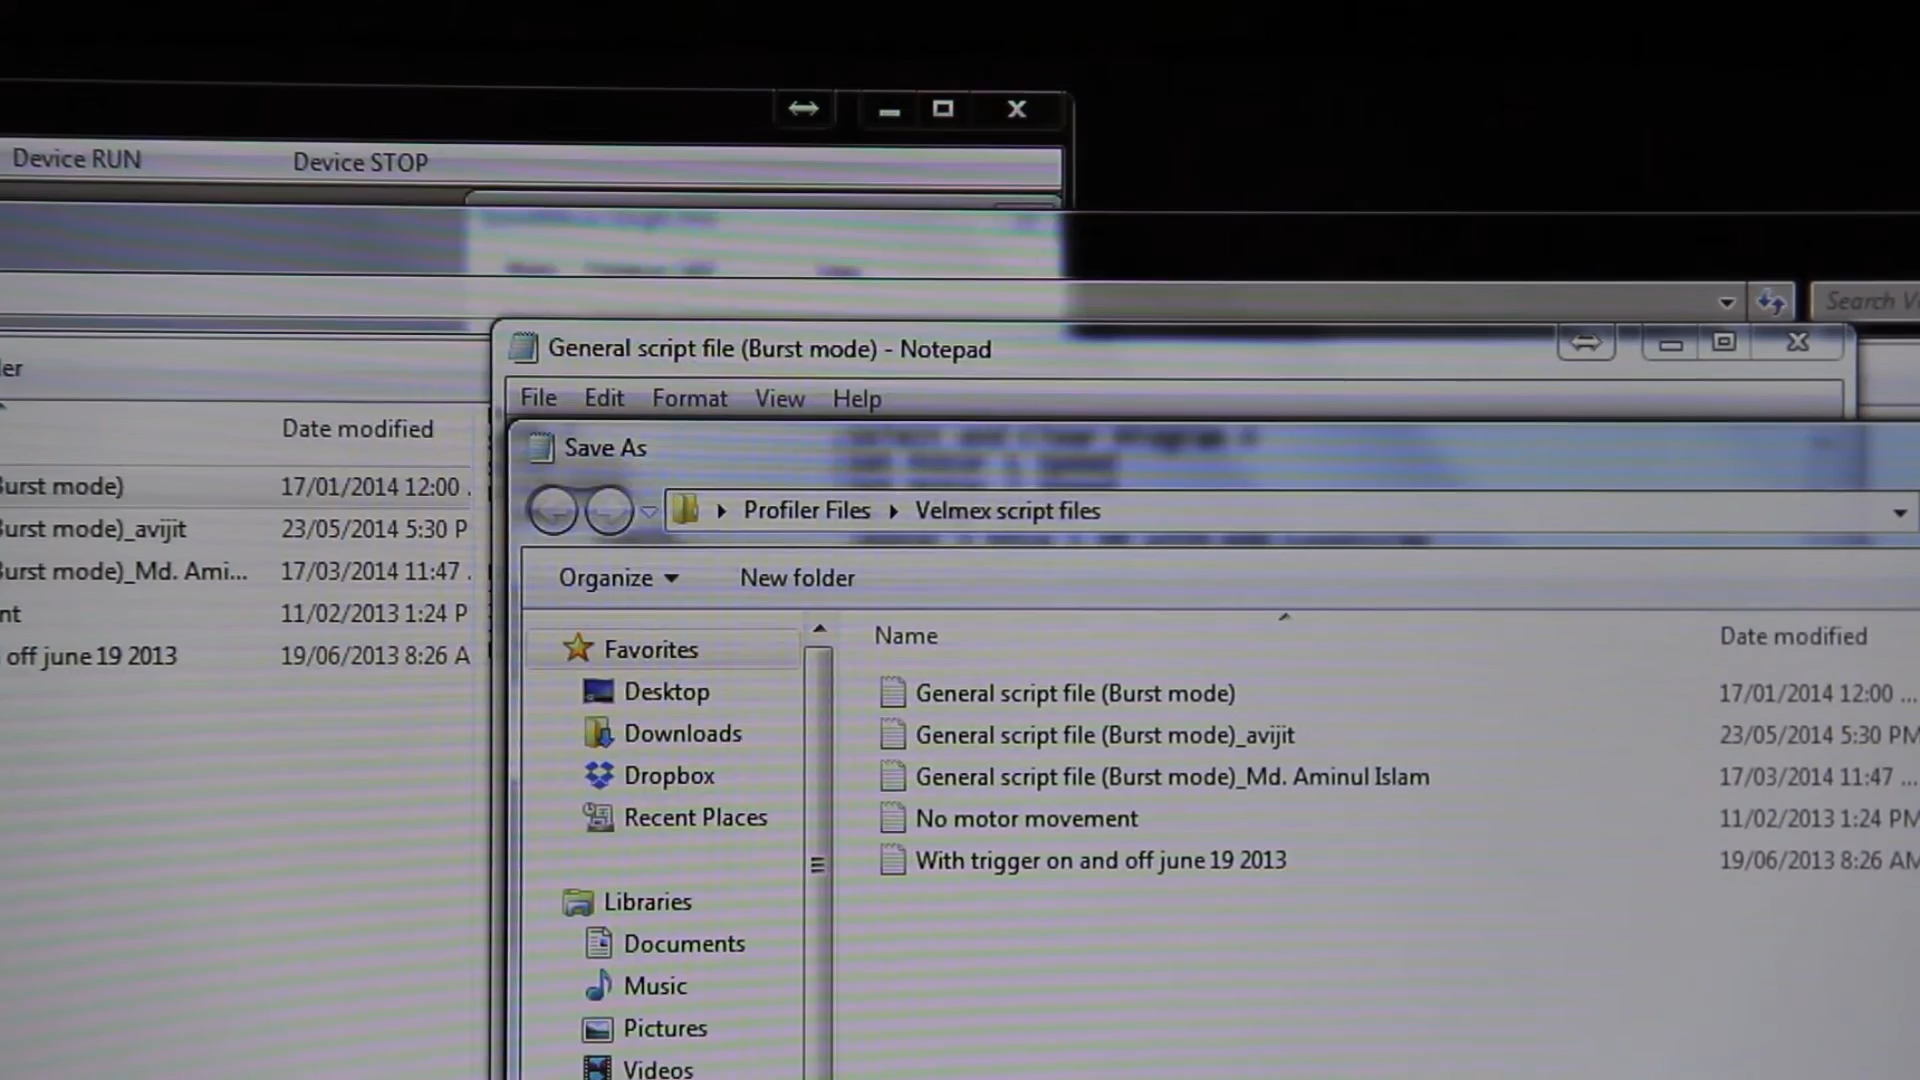 Device RUN Device STOP
Search V
General script file (Burst mode) - Notepad
er
File Edit Format View Help
Date modified
Save As
Burst mode) 17/01/2014 12:00 .
Profiler Files Velmex script files
Burst mode)_avijit 23/05/2014 5:30 P
Burst mode)_Md. Ami... 17/03/2014 11:47 .
Organize New folder
nt 11/02/2013 1:24 P
off june 19 2013 19/06/2013 8:26 A
Name Date modified
Favorites
Desktop
General script file (Burst mode) 17/01/2014 12:00 ...
Downloads
General script file (Burst mode)_avijit 23/05/2014 5:30 PM
Dropbox
General script file (Burst mode)_Md. Aminul Islam 17/03/2014 11:47 ...
Recent Places
No motor movement 11/02/2013 1:24 PM
With trigger on and off june 19 2013 19/06/2013 8:26 AM
Libraries
Documents
Music
Pictures
Videos